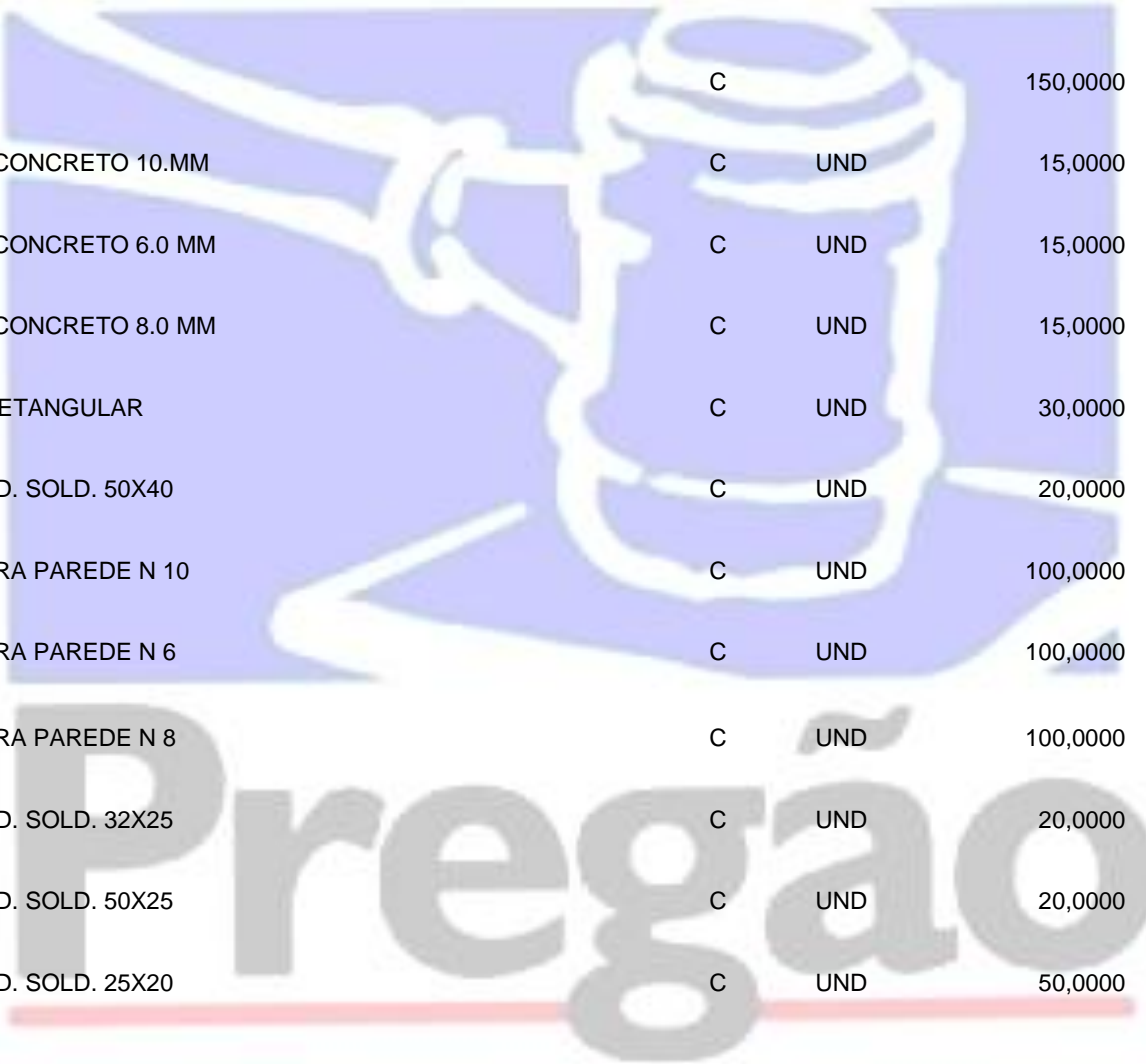 C 150,0000
CONCRETO 10.MM C UND 15,0000
CONCRETO 6.0 MM C UND 15,0000
CONCRETO 8.0 MM C UND 15,0000
ETANGULAR C UND 30,0000
D. SOLD. 50X40 C UND 20,0000
RA PAREDE N 10 C UND 100,0000
RA PAREDE N 6 C UND 100,0000
RA PAREDE N 8 C UND 100,0000
D. SOLD. 32X25 C UND 20,0000
D. SOLD. 50X25 C UND 20,0000
D. SOLD. 25X20 C UND 50,0000
Pregão